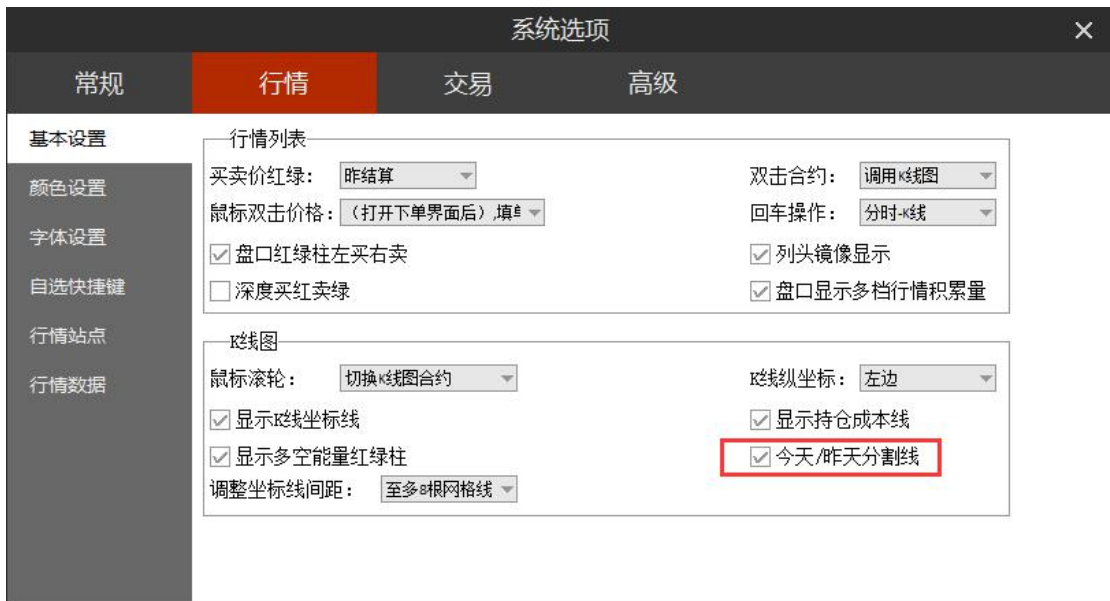 系统选项
常规 行情 交易 高级
基本设置
颜色设置
字体设置
自选快捷键
行情站点
行情数据
行情列表
买卖价红绿： 昨结算 双击合约： 调用K线图
鼠标双击价格： （打开下单界面后）,填单 回车操作： 分时-K线
盘口红绿柱左买右卖 列头镜像显示
深度买红卖绿 盘口显示多档行情积累量
K线图
鼠标滚轮： 切换K线图合约 K线纵坐标： 左边
显示K线坐标线 显示持仓成本线
显示多空能量红绿柱 今天/昨天分割线
调整坐标线间距： 至多8根网格线